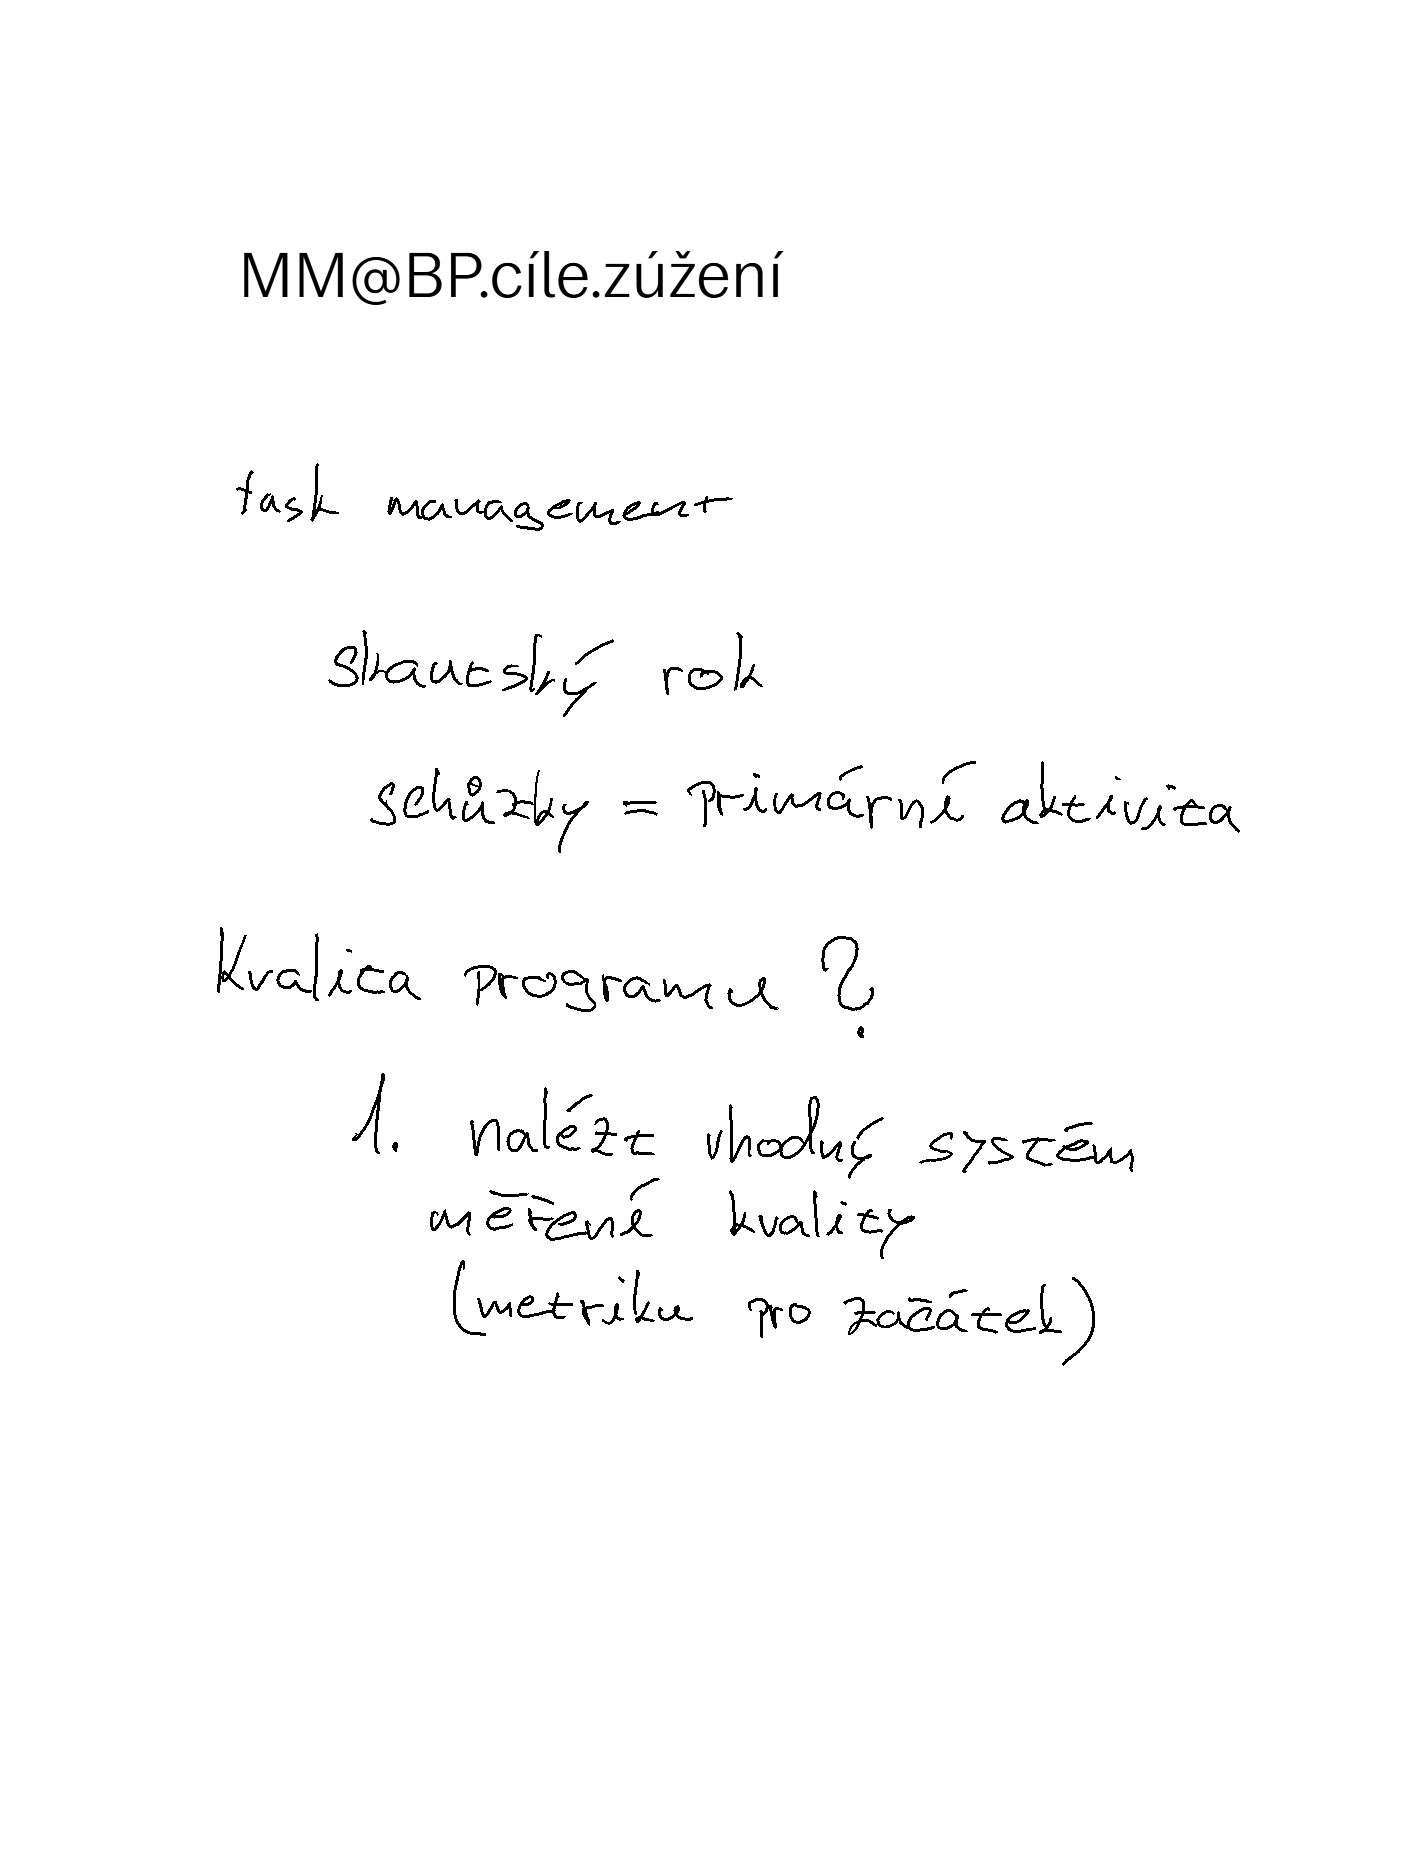 MM@BP.cíle.zúžení
task management
skautský rok
schůzky = primární aktivita
Kvalita programu ?
1. nalézt vhodný systém
měřené kvality
(metriku pro začátek)